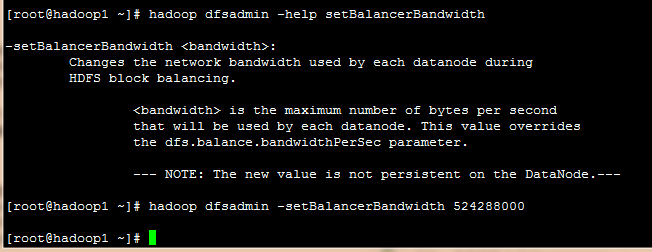 [root@hadoop1 ~]# hadoop dfsadmin -help setBalancerBandwidth
-setBalancerBandwidth <bandwidth>:
Changes the network bandwidth used by each datanode during
HDFS block balancing.
<bandwidth> is the maximum number of bytes per second
that will be used by each datanode. This value overrides
the dfs.balance.bandwidthPerSec parameter.
--- NOTE: The new value is not persistent on the DataNode.---
[root@hadoop1 ~]# hadoop dfsadmin -setBalancerBandwidth 524288000
[root@hadoop1 ~]#